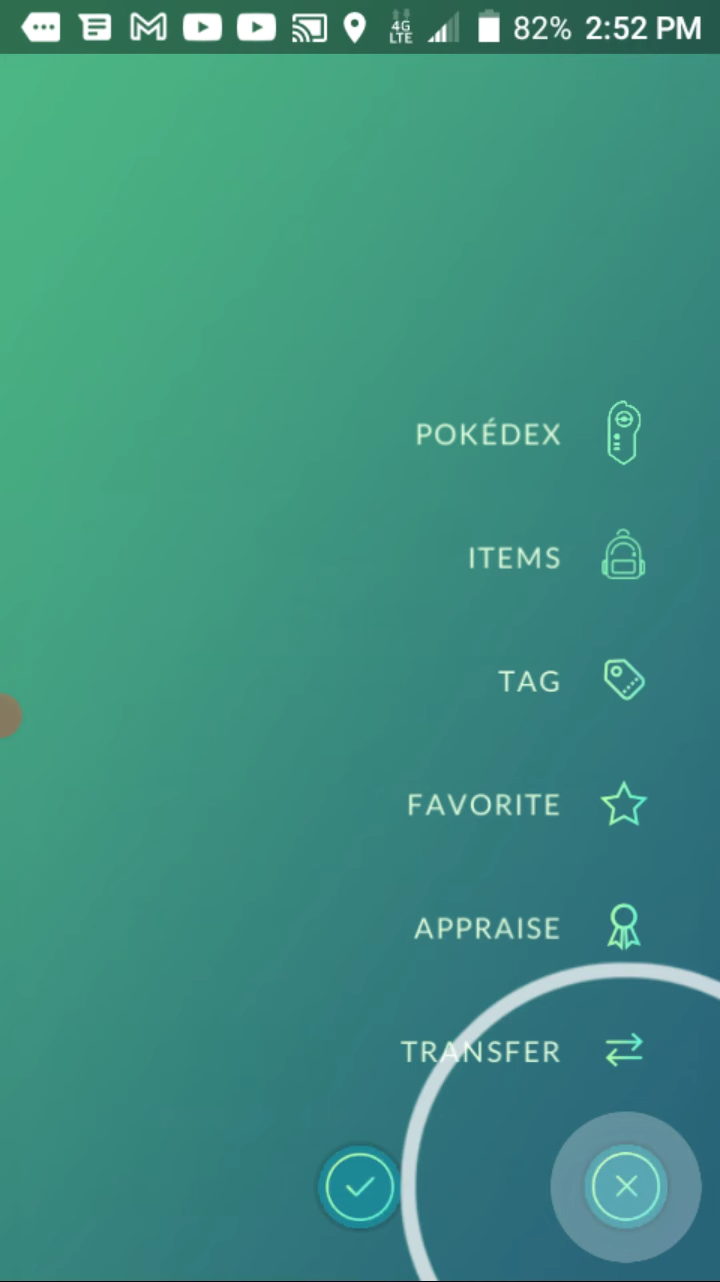 4G LTE 82% 2:52 PM
POKÉDEX
ITEMS
TAG
FAVORITE
APPRAISE
TRANSFER